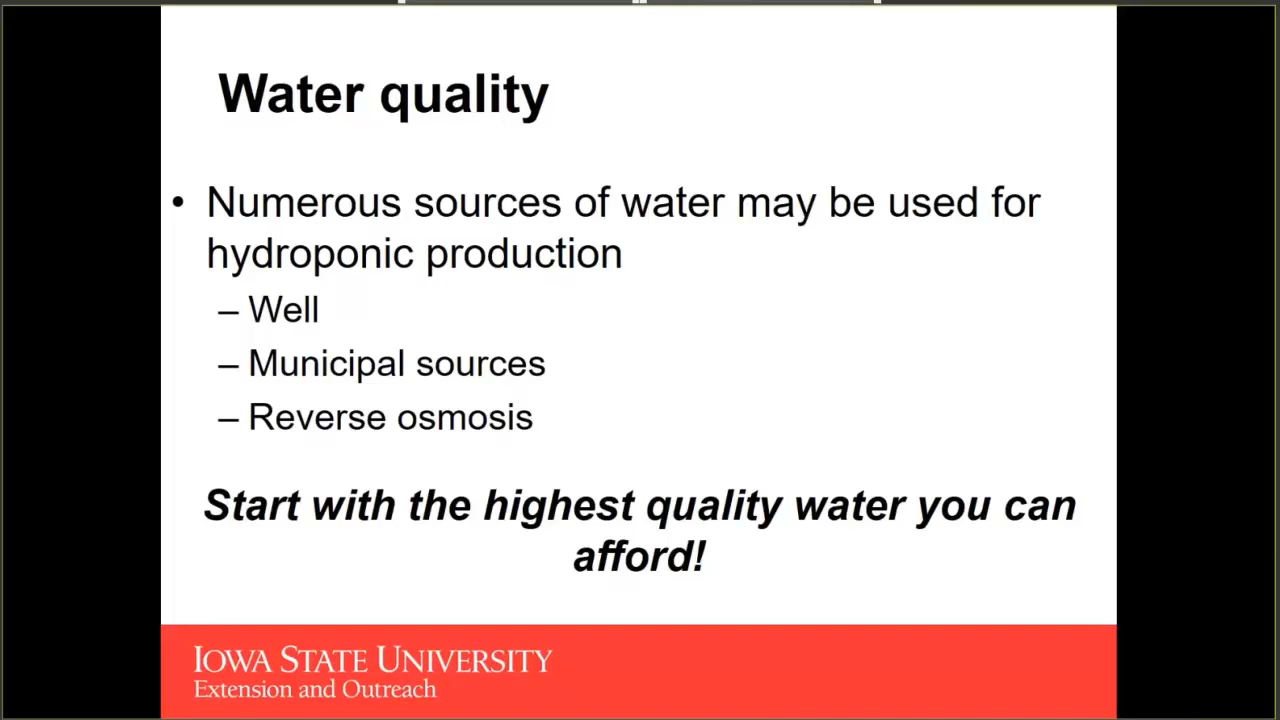 Water quality
• Numerous sources of water may be used for
hydroponic production
– Well
– Municipal sources
– Reverse osmosis
Start with the highest quality water you can
afford!
IOWA STATE UNIVERSITY
Extension and Outreach